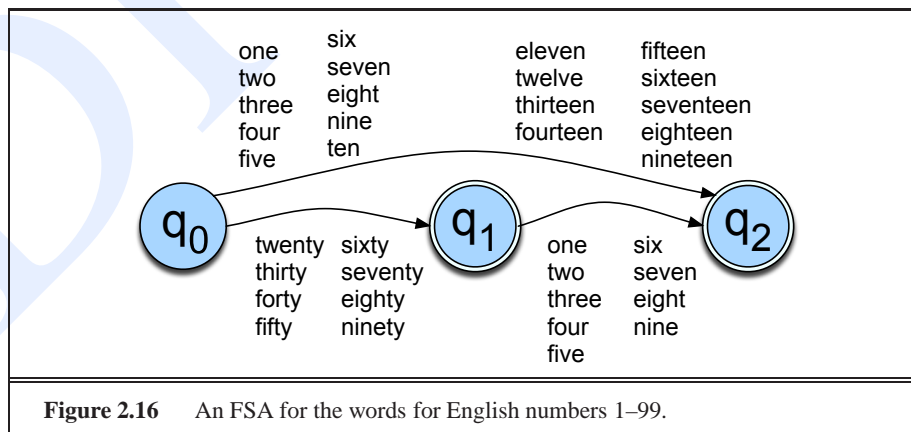 one
two
three
four
five
six
seven
eight
nine
ten
eleven
twelve
thirteen
fourteen
fifteen
sixteen
seventeen
eighteen
nineteen
q0
q1
q2
twenty
thirty
forty
fifty
sixty
seventy
eighty
ninety
one
two
three
four
five
six
seven
eight
nine
Figure 2.16 An FSA for the words for English numbers 1–99.